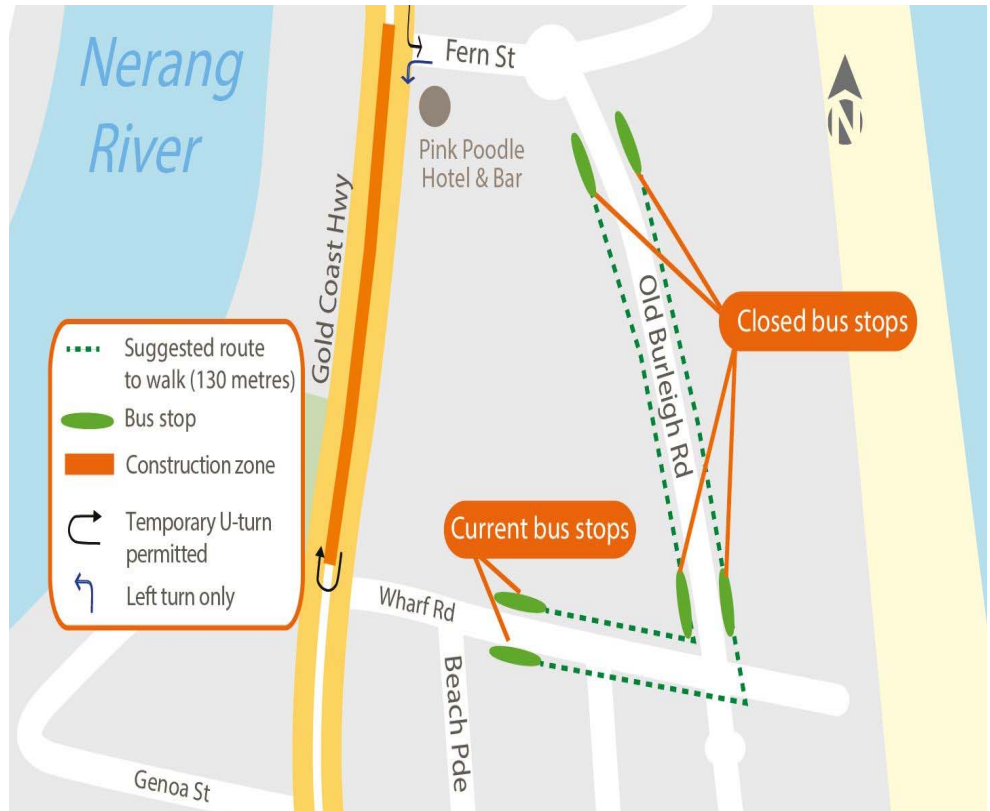 Nerang
River
Fern St
N
Pink Poodle
Hotel & Bar
Gold Coast Hwy
Old Burleigh Rd
Closed bus stops
Suggested route
to walk (130 metres)
Bus stop
Construction zone
Temporary U-turn
permitted
Left turn only
Current bus stops
Wharf Rd
Beach Pde
Genoa St